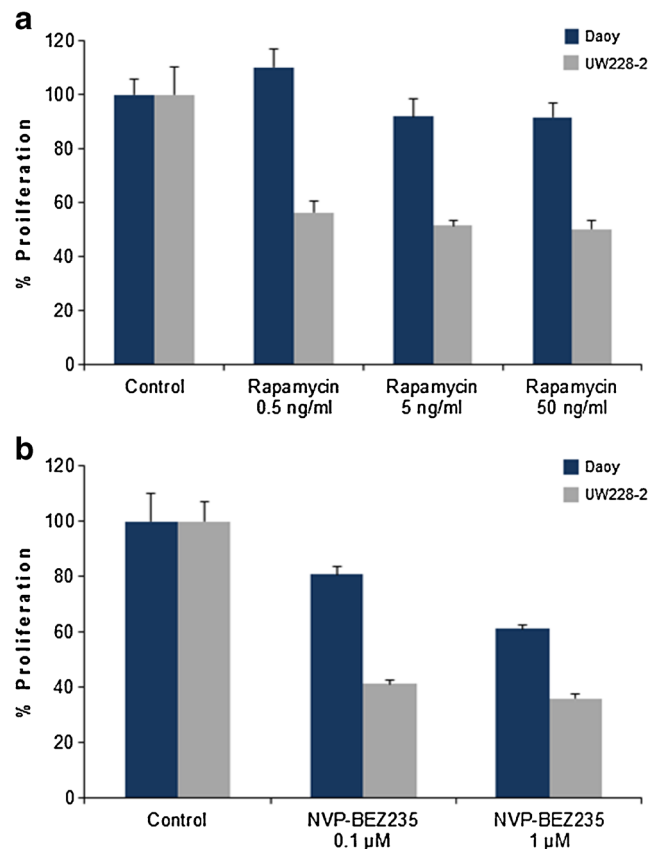 a
% Proilferation
120
100
80
60
40
20
0
Daoy
UW228-2
Control
Rapamycin
0.5 ng/ml
Rapamycin
5 ng/ml
Rapamycin
50 ng/ml
b
% Proliferation
120
100
80
60
40
20
0
Daoy
UW228-2
Control
NVP-BEZ235
0.1 µM
NVP-BEZ235
1 µM